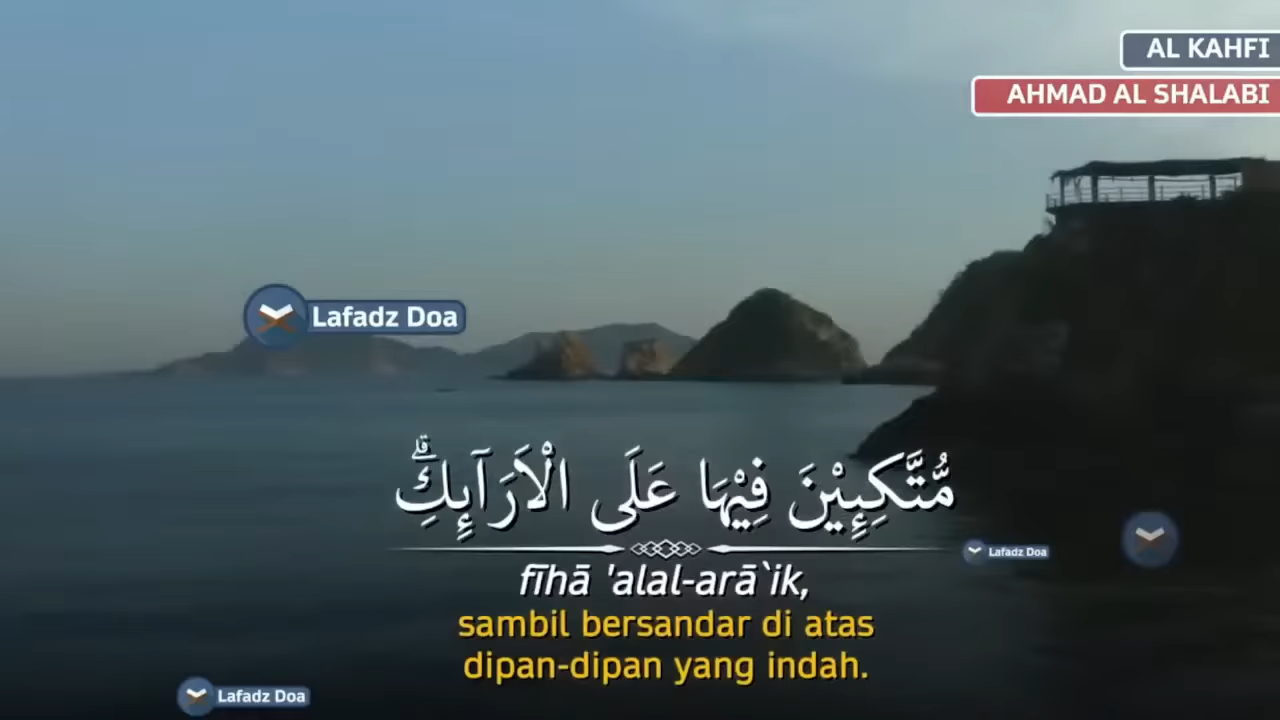 AL KAHFI
AHMAD AL SHALABI
Lafadz Doa
مُّتَّكِـِٕيْنَ فِيْهَا عَلَى الْاَرَاۤىِٕكِۗ
Lafadz Doa
fīhā 'alal-arā`ik,
sambil bersandar di atas
dipan-dipan yang indah.
Lafadz Doa